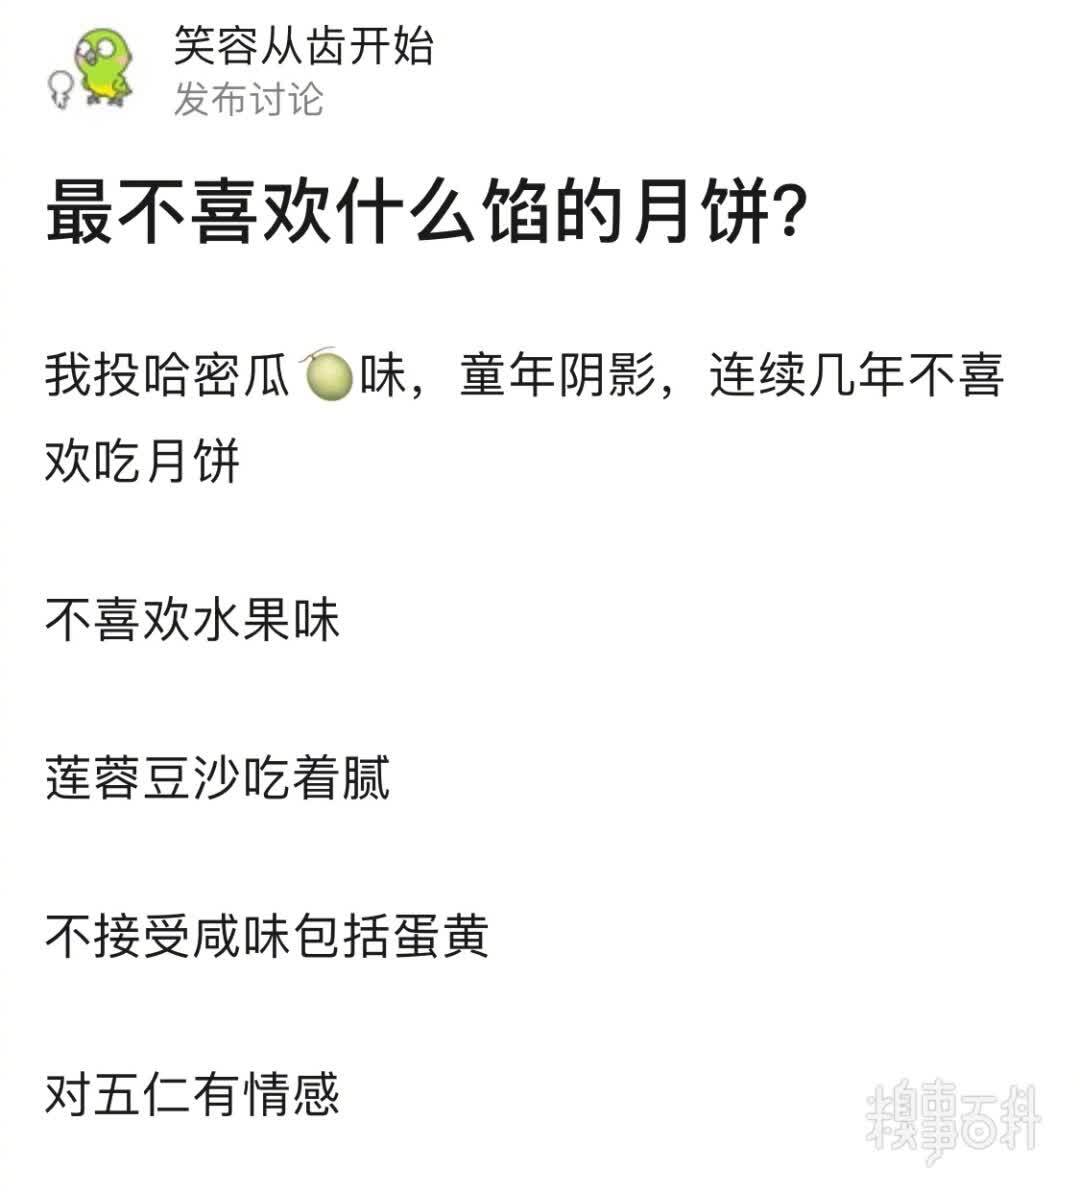 笑容从齿开始
发布讨论
最不喜欢什么馅的月饼?
我投哈密瓜🍈味，童年阴影，连续几年不喜
欢吃月饼
不喜欢水果味
莲蓉豆沙吃着腻
不接受咸味包括蛋黄
对五仁有情感
糗事百科